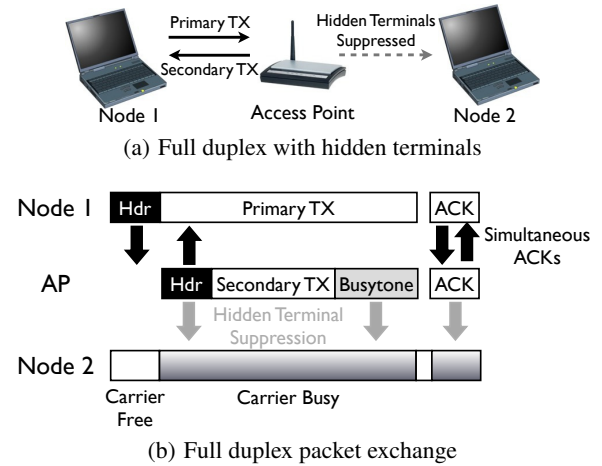 Primary TX
Hidden Terminals
Suppressed
Secondary TX
Node 1
Access Point
Node 2
(a) Full duplex with hidden terminals
Node 1
Hdr
Primary TX
ACK
Simultaneous
ACKs
AP
Hdr
Secondary TX
Busytone
ACK
Hidden Terminal
Suppression
Node 2
Carrier
Free
Carrier Busy
(b) Full duplex packet exchange